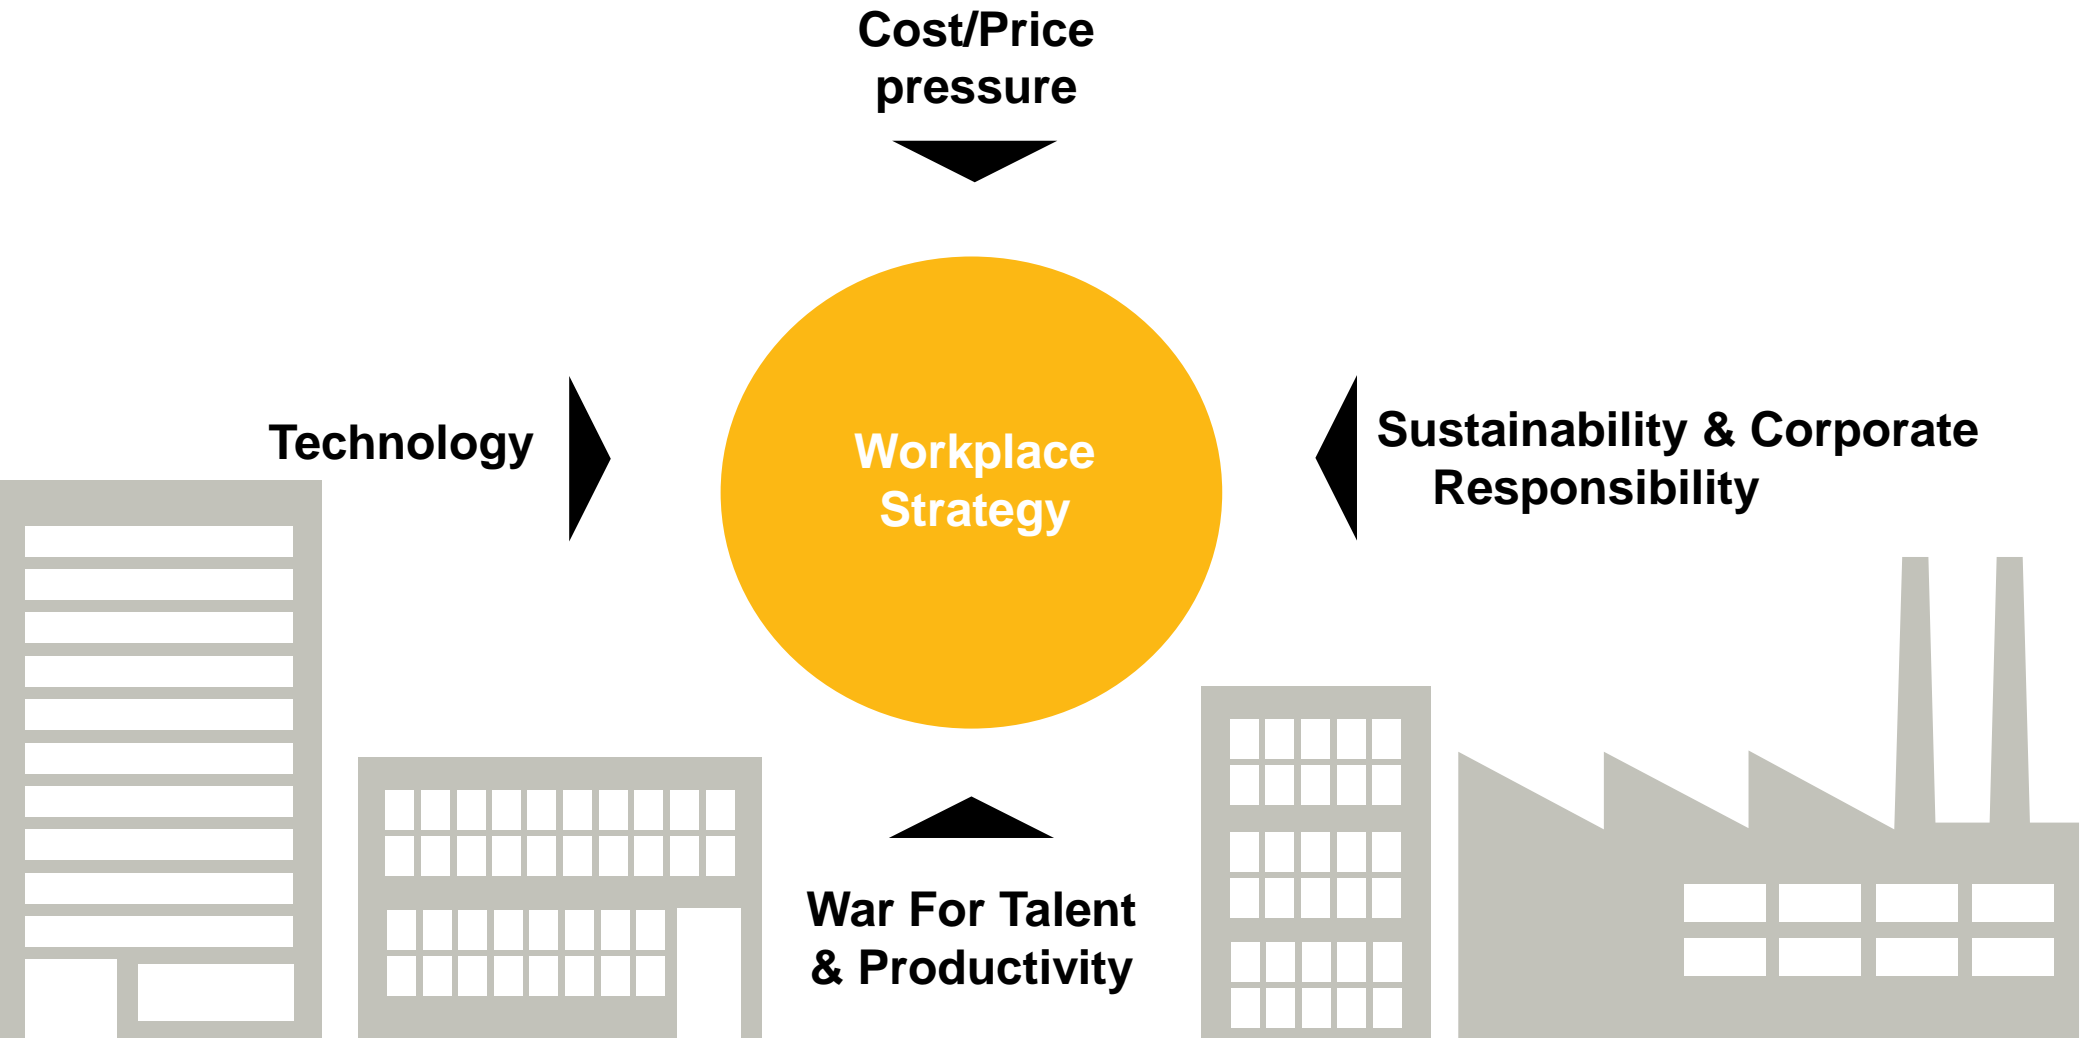 Cost/Price
pressure
Technology
Workplace
Strategy
Sustainability & Corporate
Responsibility
War For Talent
& Productivity